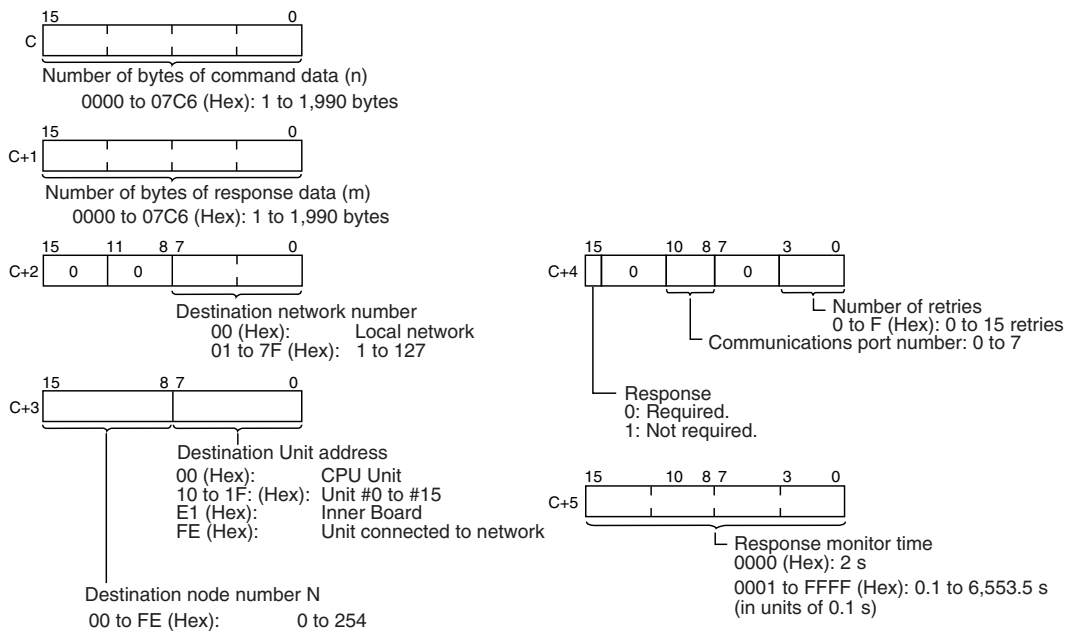 15 0
C
Number of bytes of command data (n)
0000 to 07C6 (Hex): 1 to 1,990 bytes
15 0
C+1
Number of bytes of response data (m)
0000 to 07C6 (Hex): 1 to 1,990 bytes
15 11 8 7 0
C+2 0 0
Destination network number
00 (Hex): Local network
01 to 7F (Hex): 1 to 127
15 8 7 0
C+3
Destination Unit address
00 (Hex): CPU Unit
10 to 1F: (Hex): Unit #0 to #15
E1 (Hex): Inner Board
FE (Hex): Unit connected to network
Destination node number N
00 to FE (Hex): 0 to 254
15 10 8 7 3 0
C+4 0 0
Number of retries
0 to F (Hex): 0 to 15 retries
Communications port number: 0 to 7
Response
0: Required.
1: Not required.
15 10 8 7 3 0
C+5
Response monitor time
0000 (Hex): 2 s
0001 to FFFF (Hex): 0.1 to 6,553.5 s
(in units of 0.1 s)